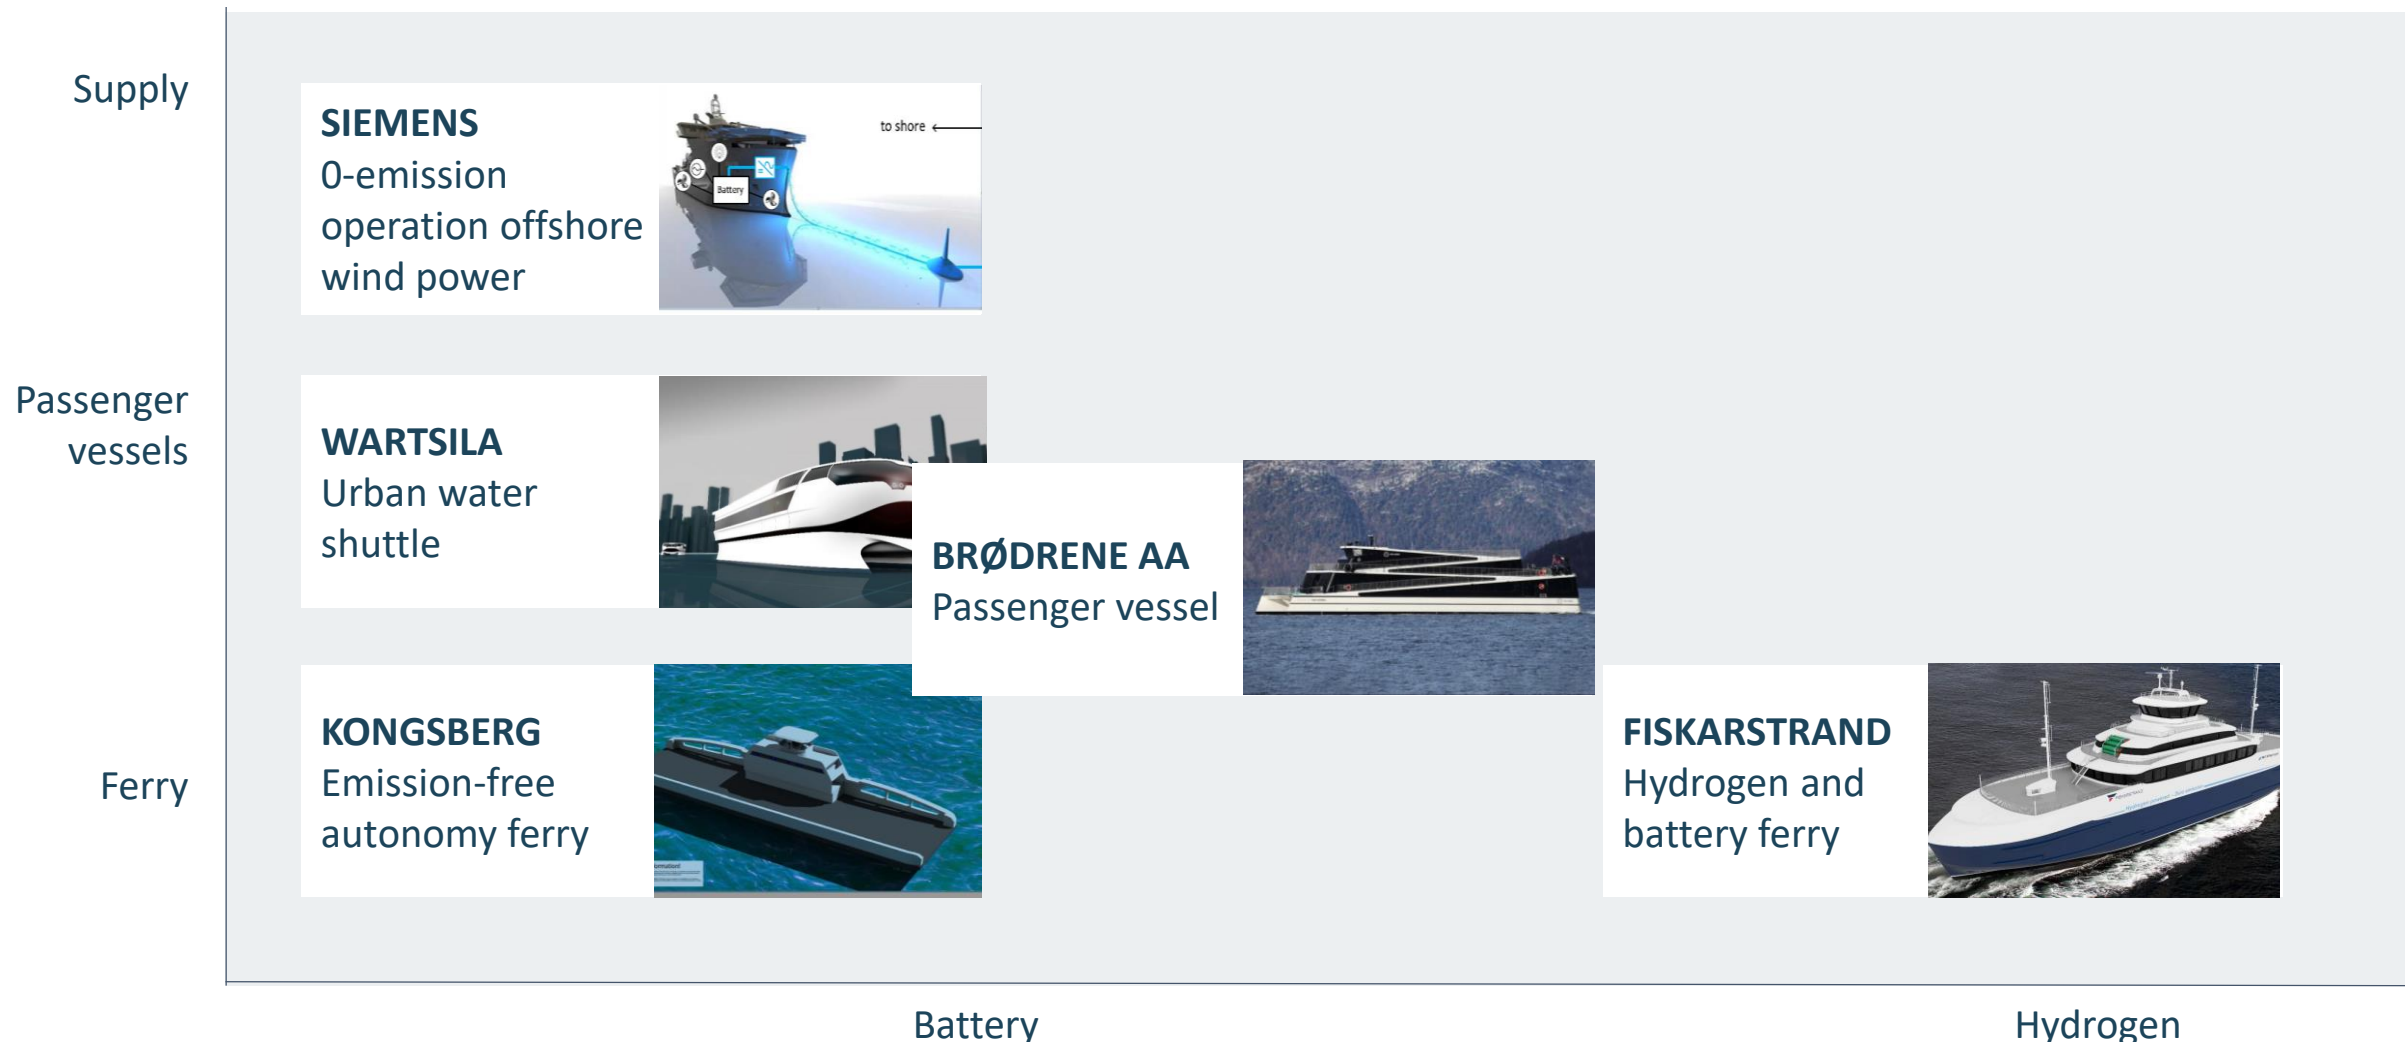 Supply
SIEMENS
0-emission
operation offshore
wind power
to shore
Battery
Passenger
vessels
WARTSILA
Urban water
shuttle
BRØDRENE AA
Passenger vessel
Ferry
KONGSBERG
Emission-free
autonomy ferry
FISKARSTRAND
Hydrogen and
battery ferry
Battery
Hydrogen